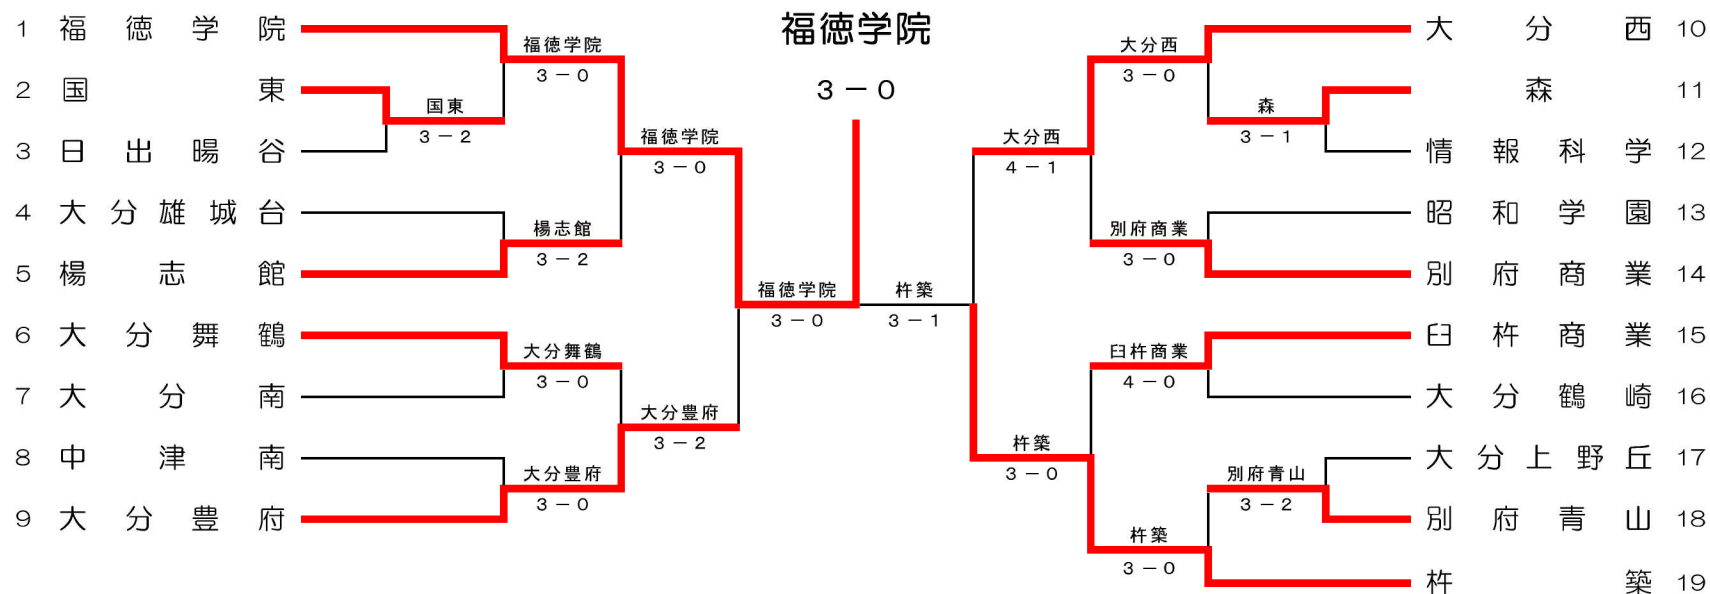 福徳学院
3－0
1 福徳学院
2 国東
3 日出暘谷
4 大分雄城台
5 楊志館
6 大分舞鶴
7 大分南
8 中津南
9 大分豊府
福徳学院
3－0
国東
3－2
楊志館
3－2
大分舞鶴
3－0
大分豊府
3－0
福徳学院
3－0
大分豊府
3－2
福徳学院
3－0
杵築
3－1
大分西
4－1
杵築
3－0
大分西
3－0
森
3－1
別府商業
3－0
臼杵商業
4－0
別府青山
3－2
杵築
3－0
大分西 10
森 11
情報科学 12
昭和学園 13
別府商業 14
臼杵商業 15
大分鶴崎 16
大分上野丘 17
別府青山 18
杵築 19